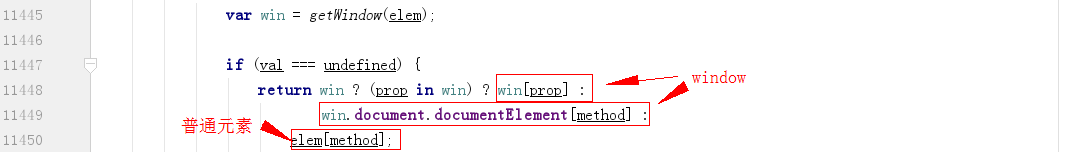 11445 var win = getWindow(elem);
11446
11447 if (val === undefined) {
11448 return win ? (prop in win) ? win[prop] : window
11449 win.document.documentElement[method] :
普通元素
11450 elem[method];